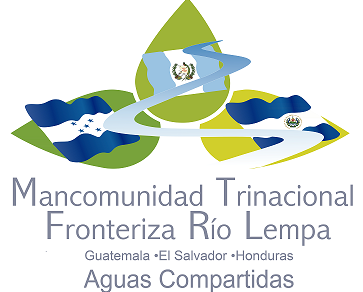 Mancomunidad Trinacional
Fronteriza Río Lempa
Guatemala •El Salvador •Honduras
Aguas Compartidas